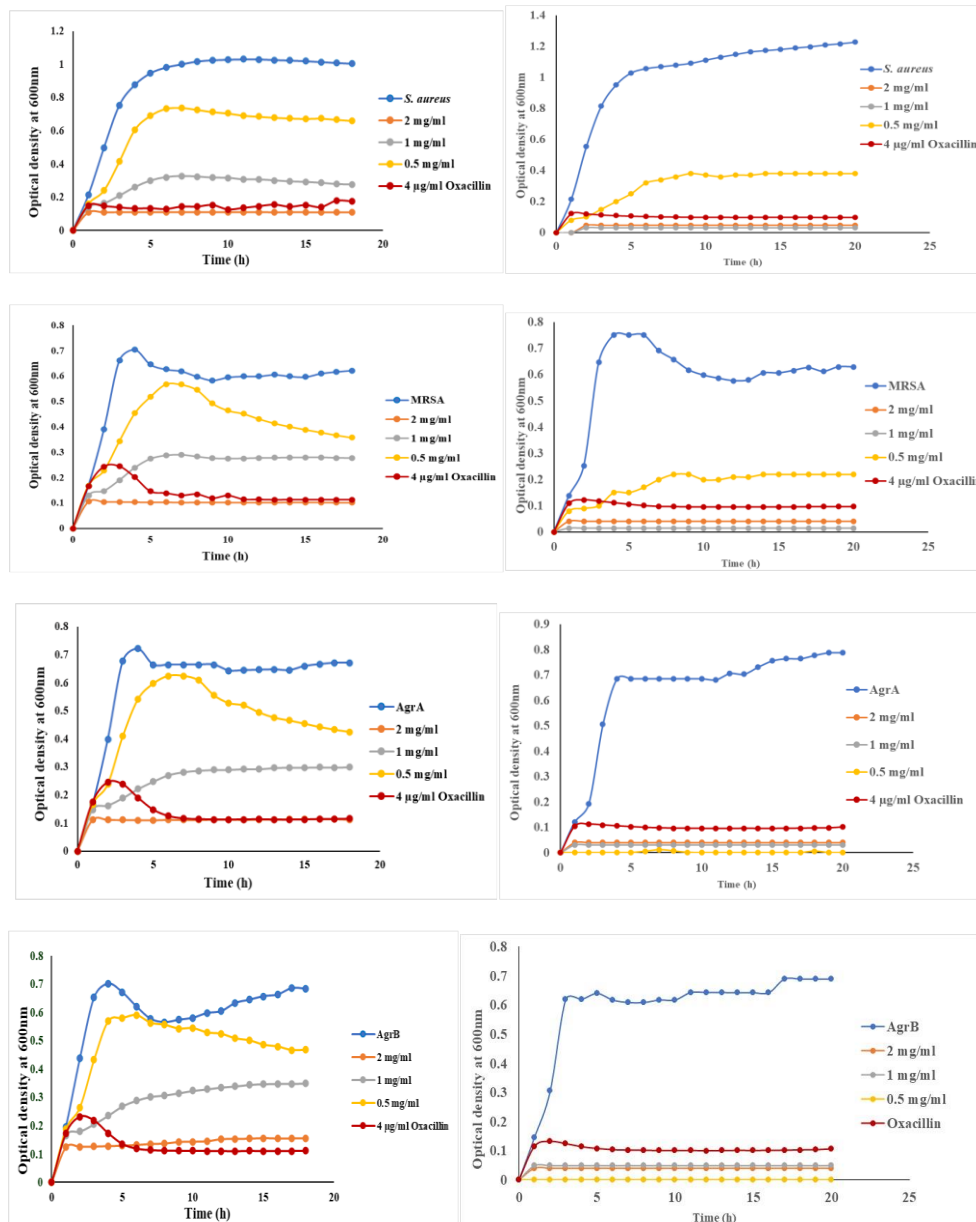 Optical density at 600nm
1.2
1
0.8
0.6
0.4
0.2
0
0 5 10 15 20
Time (h)
S. aureus
2 mg/ml
1 mg/ml
0.5 mg/ml
4 µg/ml Oxacillin
Optical density at 600nm
1.4
1.2
1
0.8
0.6
0.4
0.2
0
0 5 10 15 20 25
Time (h)
S. aureus
2 mg/ml
1 mg/ml
0.5 mg/ml
4 µg/ml Oxacillin
Optical density at 600nm
0.8
0.7
0.6
0.5
0.4
0.3
0.2
0.1
0
0 5 10 15 20
Time (h)
MRSA
2 mg/ml
1 mg/ml
0.5 mg/ml
4 µg/ml Oxacillin
Optical density at 600nm
0.8
0.7
0.6
0.5
0.4
0.3
0.2
0.1
0
0 5 10 15 20 25
Time (h)
MRSA
2 mg/ml
1 mg/ml
0.5 mg/ml
4 µg/ml Oxacillin
Optical density at 600nm
0.8
0.7
0.6
0.5
0.4
0.3
0.2
0.1
0
0 5 10 15 20
Time (h)
AgrA
2 mg/ml
1 mg/ml
0.5 mg/ml
4 µg/ml Oxacillin
Optical density at 600nm
0.9
0.8
0.7
0.6
0.5
0.4
0.3
0.2
0.1
0
0 5 10 15 20 25
Time (h)
AgrA
2 mg/ml
1 mg/ml
0.5 mg/ml
4 µg/ml Oxacillin
Optical density at 600nm
0.8
0.7
0.6
0.5
0.4
0.3
0.2
0.1
0
0 5 10 15 20
Time (h)
AgrB
2 mg/ml
1 mg/ml
0.5 mg/ml
4 µg/ml Oxacillin
Optical density at 600nm
0.8
0.7
0.6
0.5
0.4
0.3
0.2
0.1
0
0 5 10 15 20 25
Time (h)
AgrB
2 mg/ml
1 mg/ml
0.5 mg/ml
Oxacillin